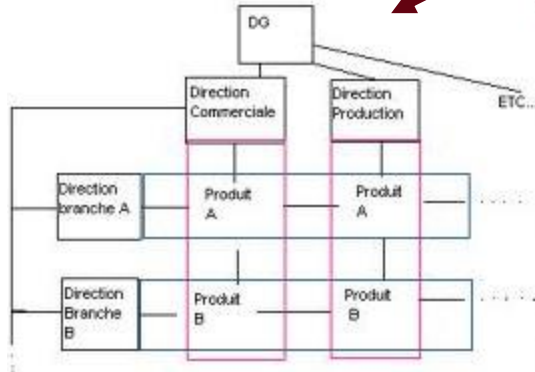 DG
Direction
Commerciale
Direction
Production
ETC...
Direction
branche A
Produit
A
Produit
A
Direction
Branche
B
Produit
B
Produit
B